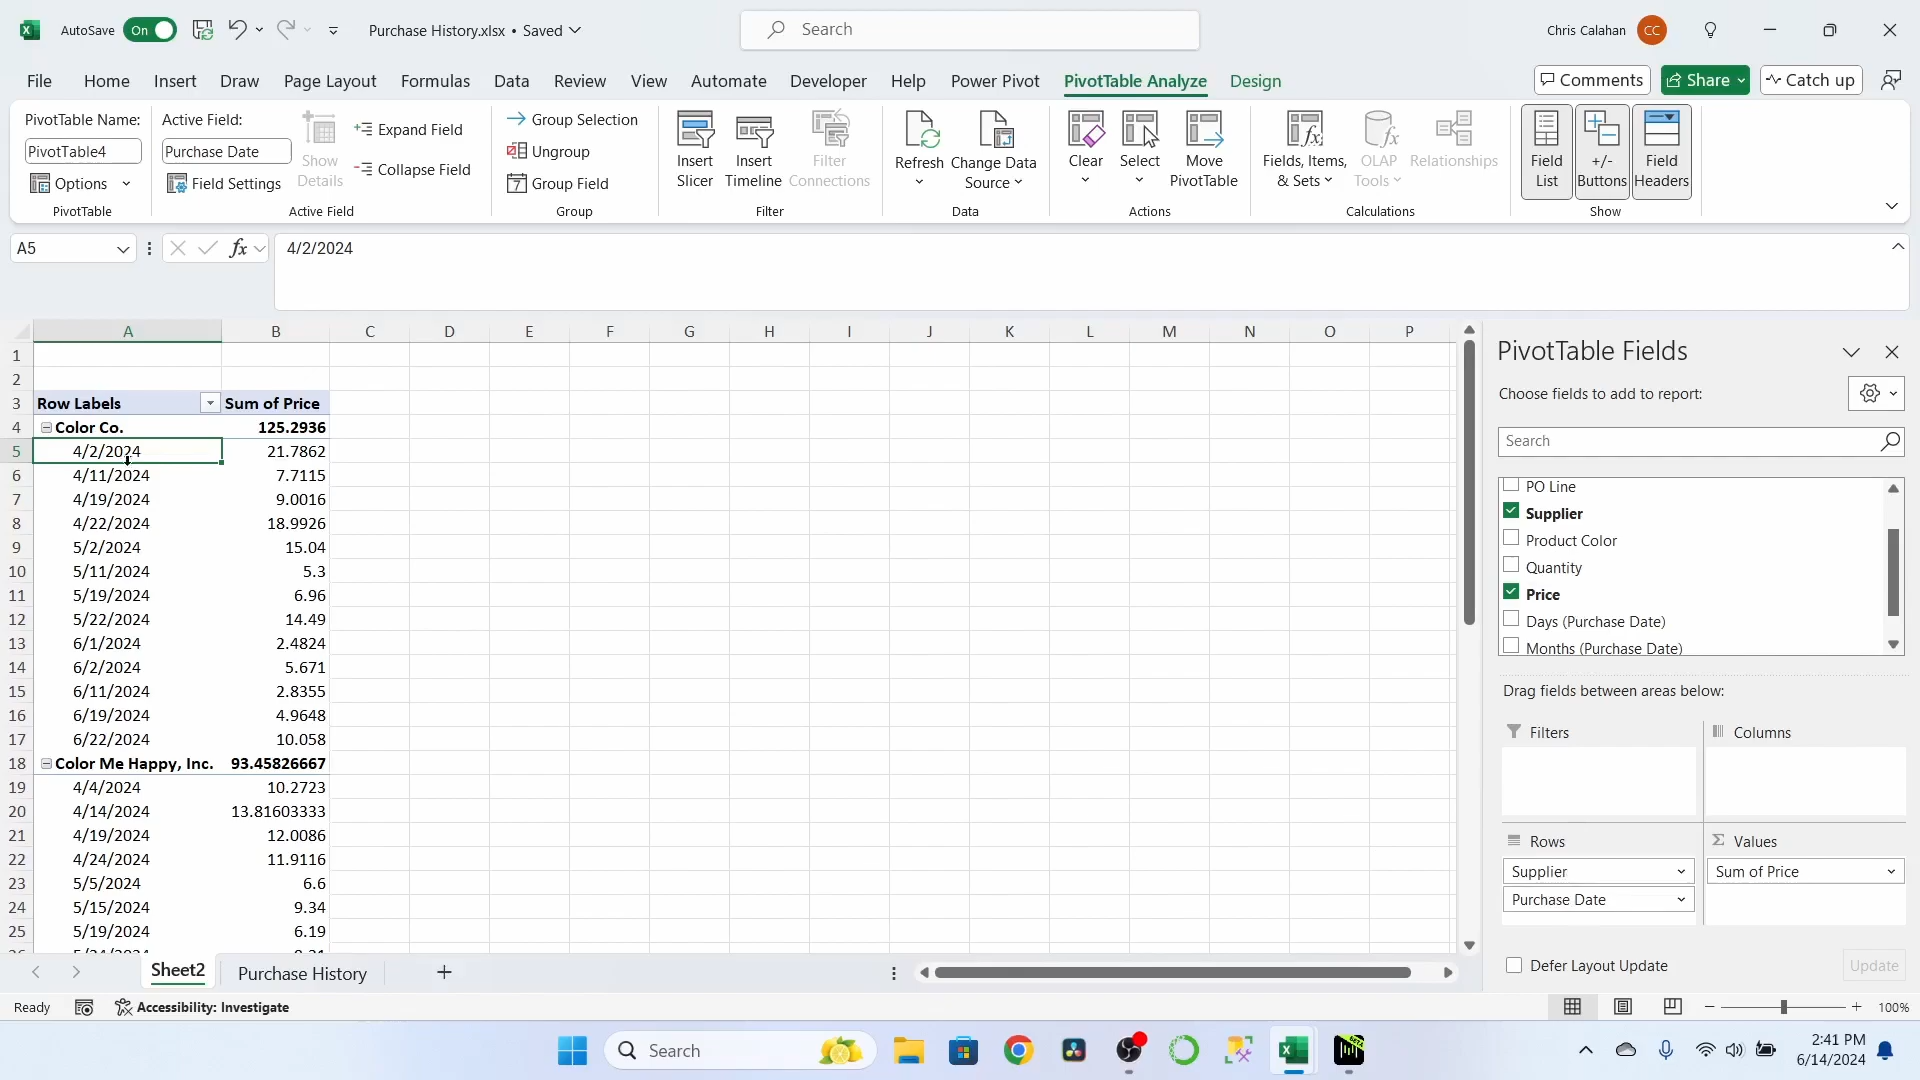 AutoSave On Purchase History.xlsx • Saved Search Chris Calahan CC
File Home Insert Draw Page Layout Formulas Data Review View Automate Developer Help Power Pivot PivotTable Analyze Design Comments Share Catch up
PivotTable Name:
PivotTable4
Options
PivotTable
Active Field:
Purchase Date
Field Settings
Show
Details
Expand Field
Collapse Field
Active Field
Group Selection
Ungroup
Group Field
Group
Insert
Slicer
Insert
Timeline
Filter
Connections
Filter
Refresh
Change Data
Source
Data
Clear
Select
Move
PivotTable
Actions
Fields, Items,
& Sets
OLAP
Tools
Relationships
Calculations
Field
List
+/-
Buttons
Field
Headers
Show
A5 fx 4/2/2024
A B C D E F G H I J K L M N O P
1
2
3 Row Labels Sum of Price
4 Color Co. 125.2936
5 4/2/2024 21.7862
6 4/11/2024 7.7115
7 4/19/2024 9.0016
8 4/22/2024 18.9926
9 5/2/2024 15.04
10 5/11/2024 5.3
11 5/19/2024 6.96
12 5/22/2024 14.49
13 6/1/2024 2.4824
14 6/2/2024 5.671
15 6/11/2024 2.8355
16 6/19/2024 4.9648
17 6/22/2024 10.058
18 Color Me Happy, Inc. 93.45826667
19 4/4/2024 10.2723
20 4/14/2024 13.81603333
21 4/19/2024 12.0086
22 4/24/2024 11.9116
23 5/5/2024 6.6
24 5/15/2024 9.34
25 5/19/2024 6.19
PivotTable Fields
Choose fields to add to report:
Search
PO Line
Supplier
Product Color
Quantity
Price
Days (Purchase Date)
Months (Purchase Date)
Drag fields between areas below:
Filters
Columns
Rows
Supplier
Purchase Date
Values
Sum of Price
Defer Layout Update Update
Sheet2 Purchase History
Ready Accessibility: Investigate 100%
Search
2:41 PM
6/14/2024